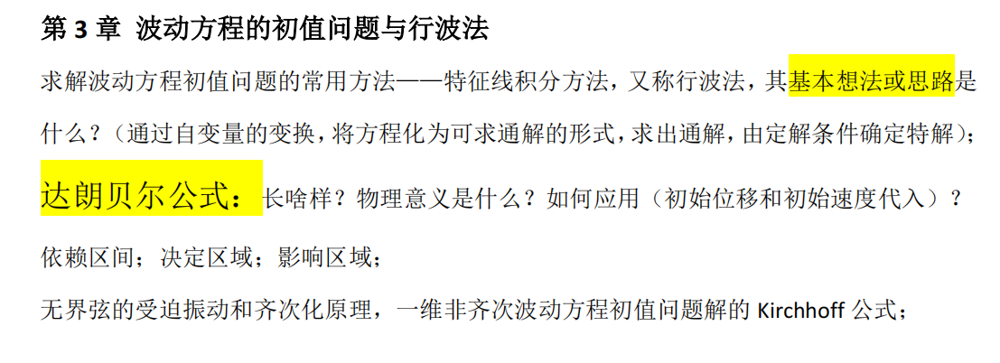 第 3 章 波动方程的初值问题与行波法
求解波动方程初值问题的常用方法——特征线积分方法，又称行波法，其基本想法或思路是
什么？（通过自变量的变换，将方程化为可求通解的形式，求出通解，由定解条件确定特解）；
达朗贝尔公式：长啥样？物理意义是什么？如何应用（初始位移和初始速度代入）？
依赖区间；决定区域；影响区域；
无界弦的受迫振动和齐次化原理，一维非齐次波动方程初值问题解的 Kirchhoff 公式；